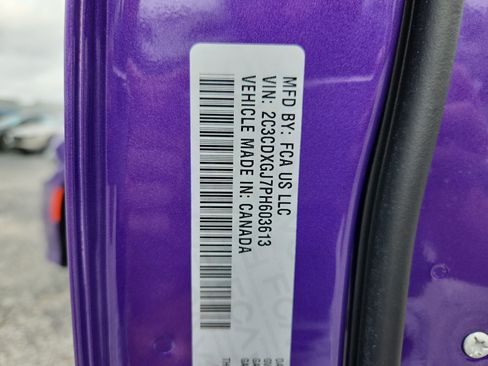 MFD BY: FCA US LLC
VIN: 2C3CDXGJ7PH603613
VEHICLE MADE IN: CANADA